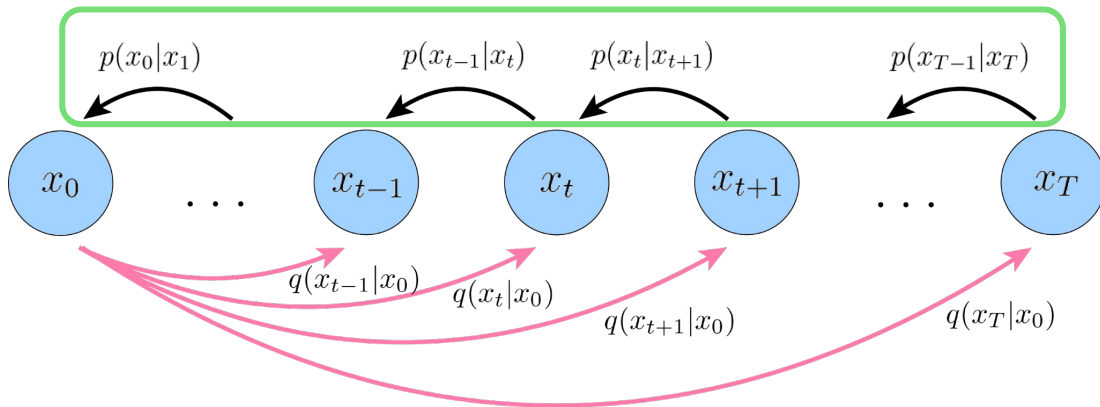 p(x_0|x_1) p(x_{t-1}|x_t) p(x_t|x_{t+1}) p(x_{T-1}|x_T)
x_0 ... x_{t-1} x_t x_{t+1} ... x_T
q(x_{t-1}|x_0) q(x_t|x_0) q(x_{t+1}|x_0) q(x_T|x_0)